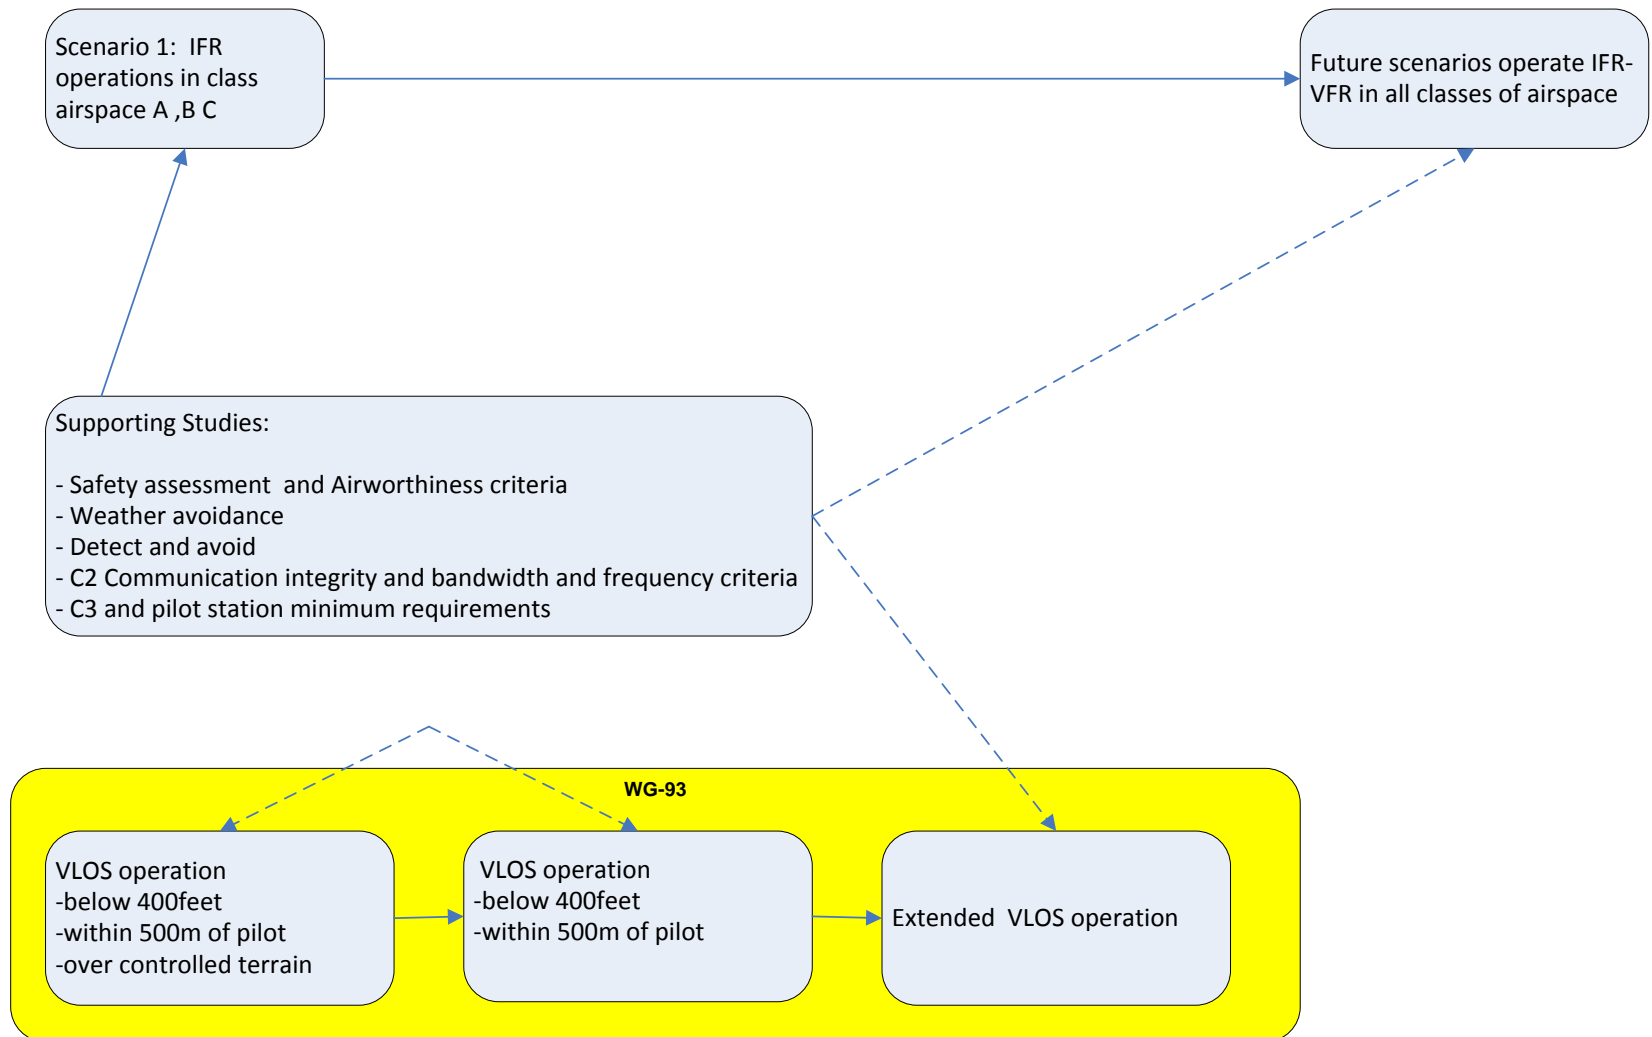 Scenario 1:  IFR
operations in class
airspace A ,B C
Future scenarios operate IFR-
VFR in all classes of airspace
Supporting Studies:
- Safety assessment  and Airworthiness criteria
- Weather avoidance
- Detect and avoid
- C2 Communication integrity and bandwidth and frequency criteria
- C3 and pilot station minimum requirements
WG-93
VLOS operation
-below 400feet
-within 500m of pilot
-over controlled terrain
VLOS operation
-below 400feet
-within 500m of pilot
Extended  VLOS operation